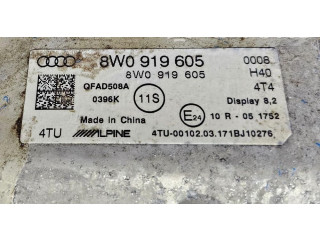 8W0 919 605 0008
8W0 919 605 H40
QFAD508A 4T4
0396K 11S Display 8,2
Made in China E24 10 R - 05 1752
4TU ALPINE 4TU-00102.03.171BJ10276